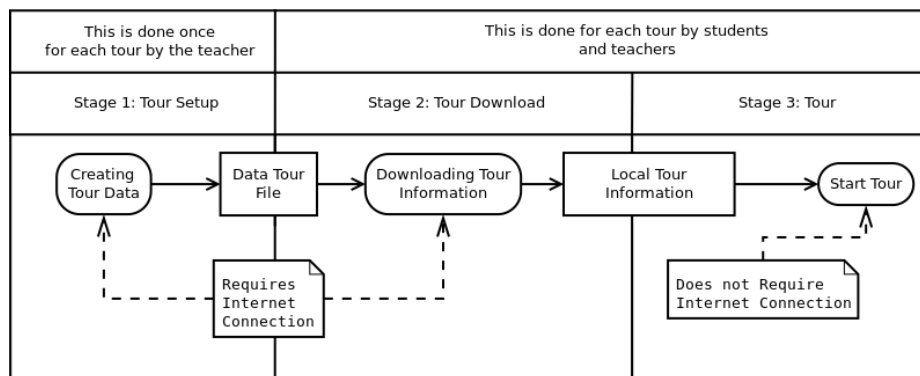 This is done once
for each tour by the teacher
This is done for each tour by students
and teachers
Stage 1: Tour Setup
Stage 2: Tour Download
Stage 3: Tour
Creating
Tour Data
Data Tour
File
Downloading Tour
Information
Local Tour
Information
Start Tour
Requires
Internet
Connection
Does not Require
Internet Connection